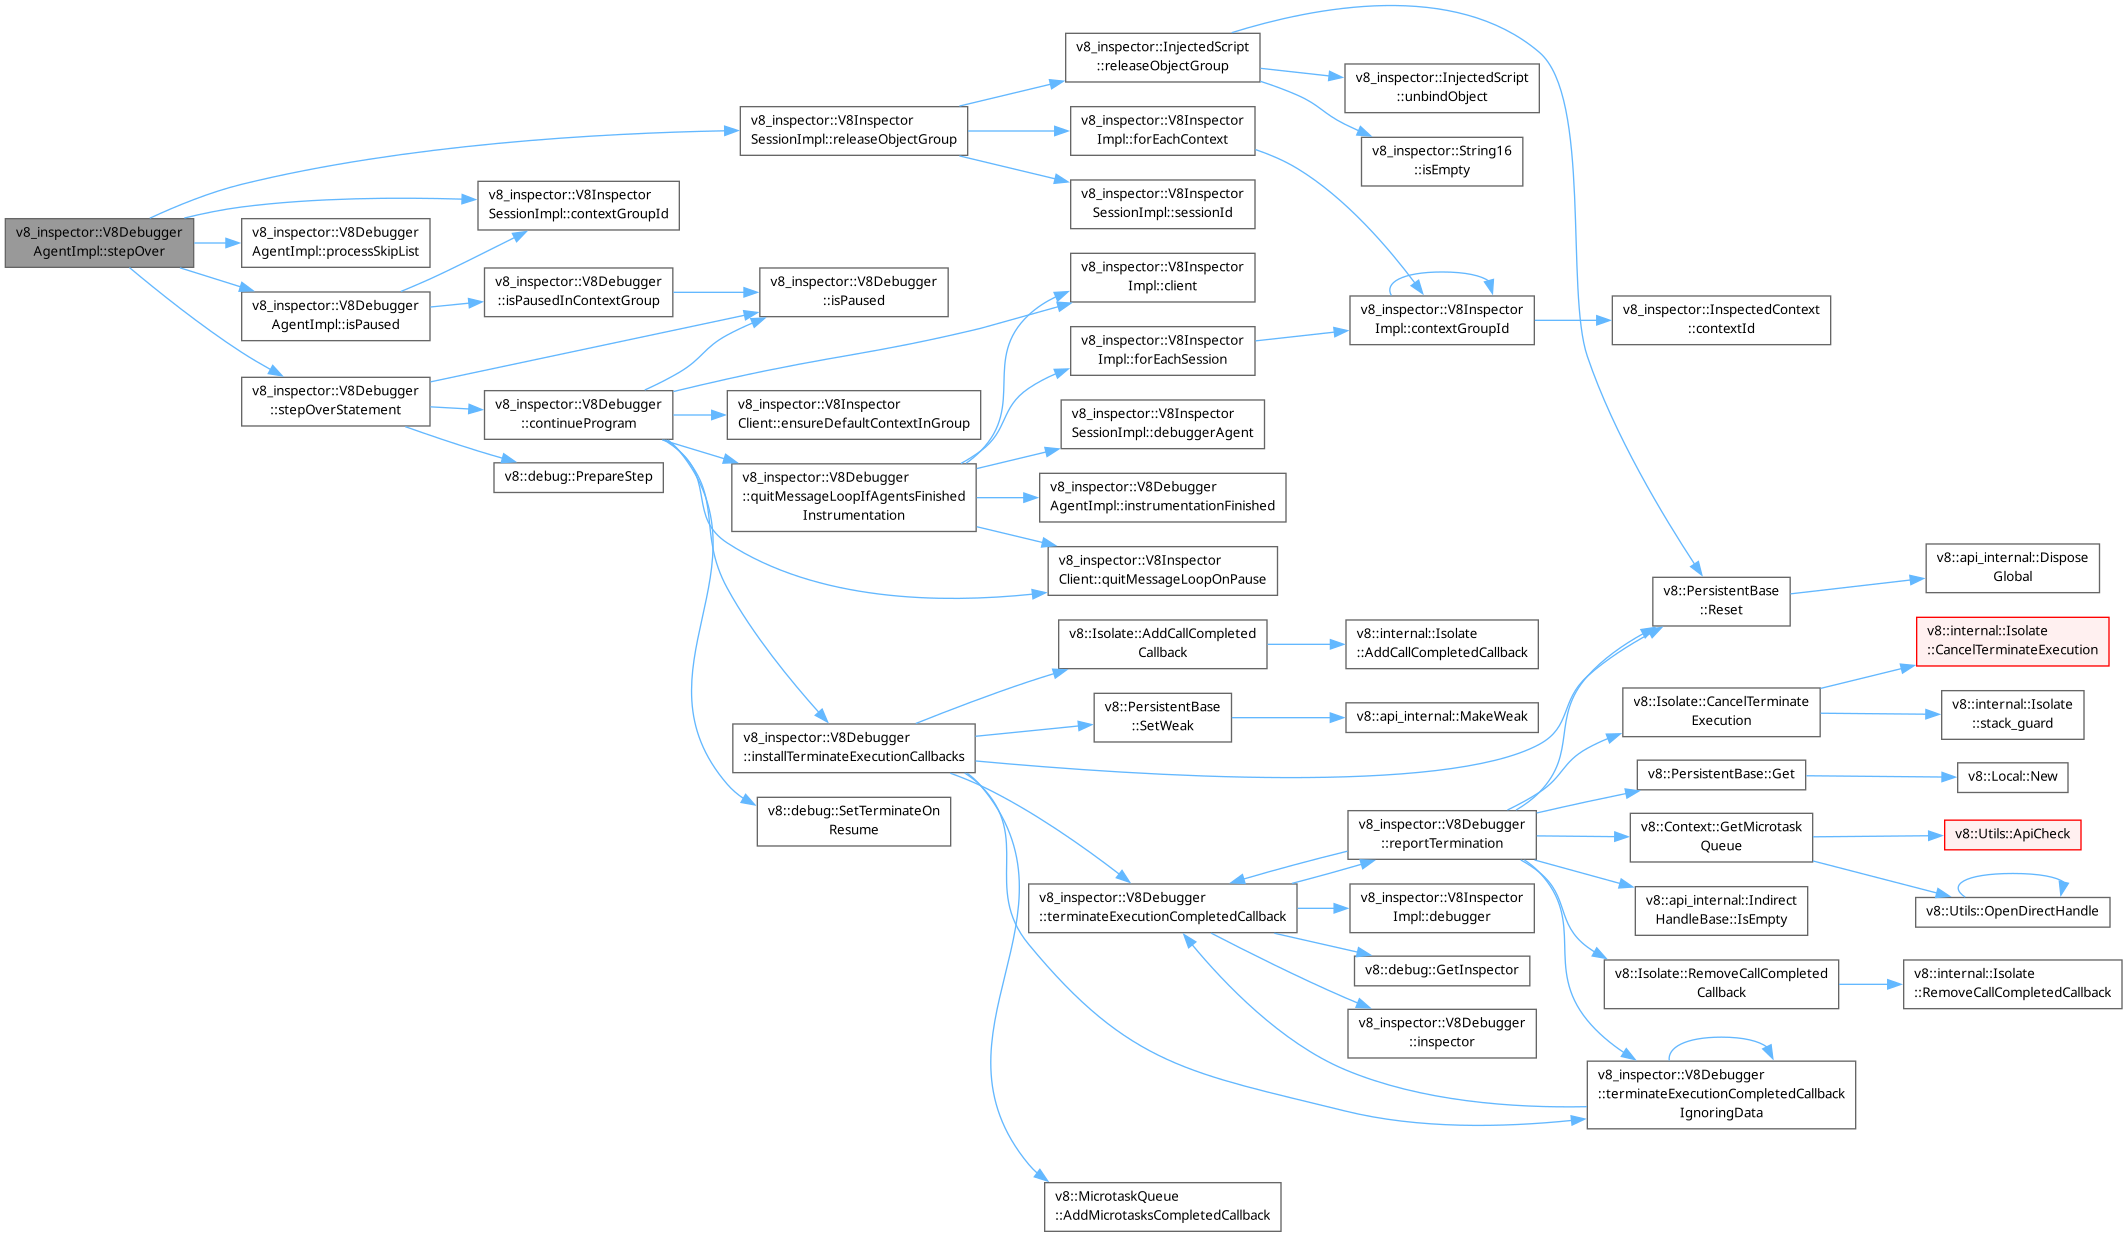 v8_inspector::V8Debugger
AgentImpl::stepOver
v8_inspector::V8Inspector
SessionImpl::contextGroupId
v8_inspector::V8Debugger
AgentImpl::processSkipList
v8_inspector::V8Debugger
AgentImpl::isPaused
v8_inspector::V8Debugger
::isPausedInContextGroup
v8_inspector::V8Debugger
::stepOverStatement
v8_inspector::V8Debugger
::continueProgram
v8::debug::PrepareStep
v8_inspector::V8Inspector
SessionImpl::releaseObjectGroup
v8_inspector::V8Debugger
::isPaused
v8_inspector::V8Inspector
Client::ensureDefaultContextInGroup
v8_inspector::V8Debugger
::quitMessageLoopIfAgentsFinished
Instrumentation
v8_inspector::V8Debugger
::installTerminateExecutionCallbacks
v8::debug::SetTerminateOn
Resume
v8_inspector::InjectedScript
::releaseObjectGroup
v8_inspector::V8Inspector
Impl::forEachContext
v8_inspector::V8Inspector
SessionImpl::sessionId
v8_inspector::V8Inspector
Impl::client
v8_inspector::V8Inspector
Impl::forEachSession
v8_inspector::V8Inspector
SessionImpl::debuggerAgent
v8_inspector::V8Debugger
AgentImpl::instrumentationFinished
v8_inspector::V8Inspector
Client::quitMessageLoopOnPause
v8::Isolate::AddCallCompleted
Callback
v8::PersistentBase
::SetWeak
v8_inspector::V8Debugger
::terminateExecutionCompletedCallback
v8::MicrotaskQueue
::AddMicrotasksCompletedCallback
v8_inspector::InjectedScript
::unbindObject
v8_inspector::String16
::isEmpty
v8_inspector::V8Inspector
Impl::contextGroupId
v8::internal::Isolate
::AddCallCompletedCallback
v8::api_internal::MakeWeak
v8_inspector::V8Debugger
::reportTermination
v8_inspector::V8Inspector
Impl::debugger
v8::debug::GetInspector
v8_inspector::V8Debugger
::inspector
v8_inspector::InspectedContext
::contextId
v8::PersistentBase
::Reset
v8::Isolate::CancelTerminate
Execution
v8::PersistentBase::Get
v8::Context::GetMicrotask
Queue
v8::api_internal::Indirect
HandleBase::IsEmpty
v8::Isolate::RemoveCallCompleted
Callback
v8_inspector::V8Debugger
::terminateExecutionCompletedCallback
IgnoringData
v8::api_internal::Dispose
Global
v8::internal::Isolate
::CancelTerminateExecution
v8::internal::Isolate
::stack_guard
v8::Local::New
v8::Utils::ApiCheck
v8::Utils::OpenDirectHandle
v8::internal::Isolate
::RemoveCallCompletedCallback